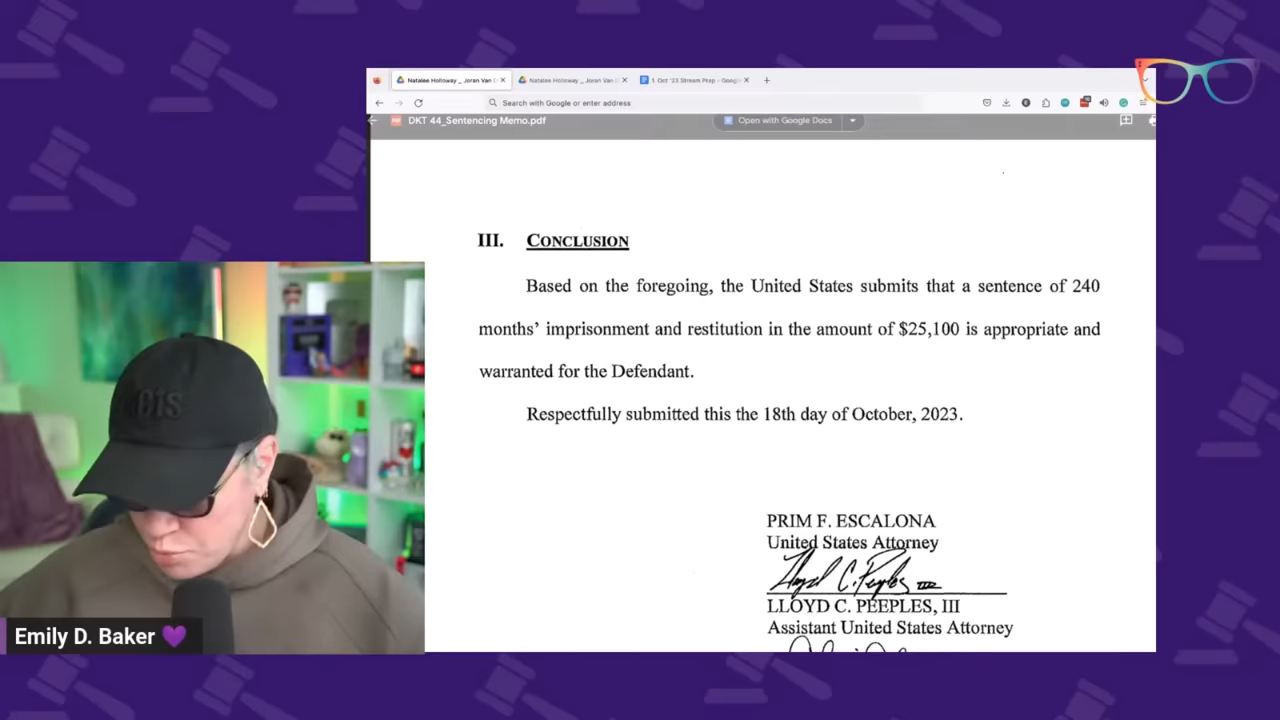 Natalee Holloway _ Joran Van
Natalee Holloway _ Joran Van
1. Oct '23 Stream Prep - Google
Search with Google or enter address
DKT 44_Sentencing Memo.pdf
Open with Google Docs
III. CONCLUSION
Based on the foregoing, the United States submits that a sentence of 240
months' imprisonment and restitution in the amount of $25,100 is appropriate and
warranted for the Defendant.
Respectfully submitted this the 18th day of October, 2023.
PRIM F. ESCALONA
United States Attorney
Lloyd C. Peeples III
LLOYD C. PEEPLES, III
Assistant United States Attorney
Emily D. Baker 💜